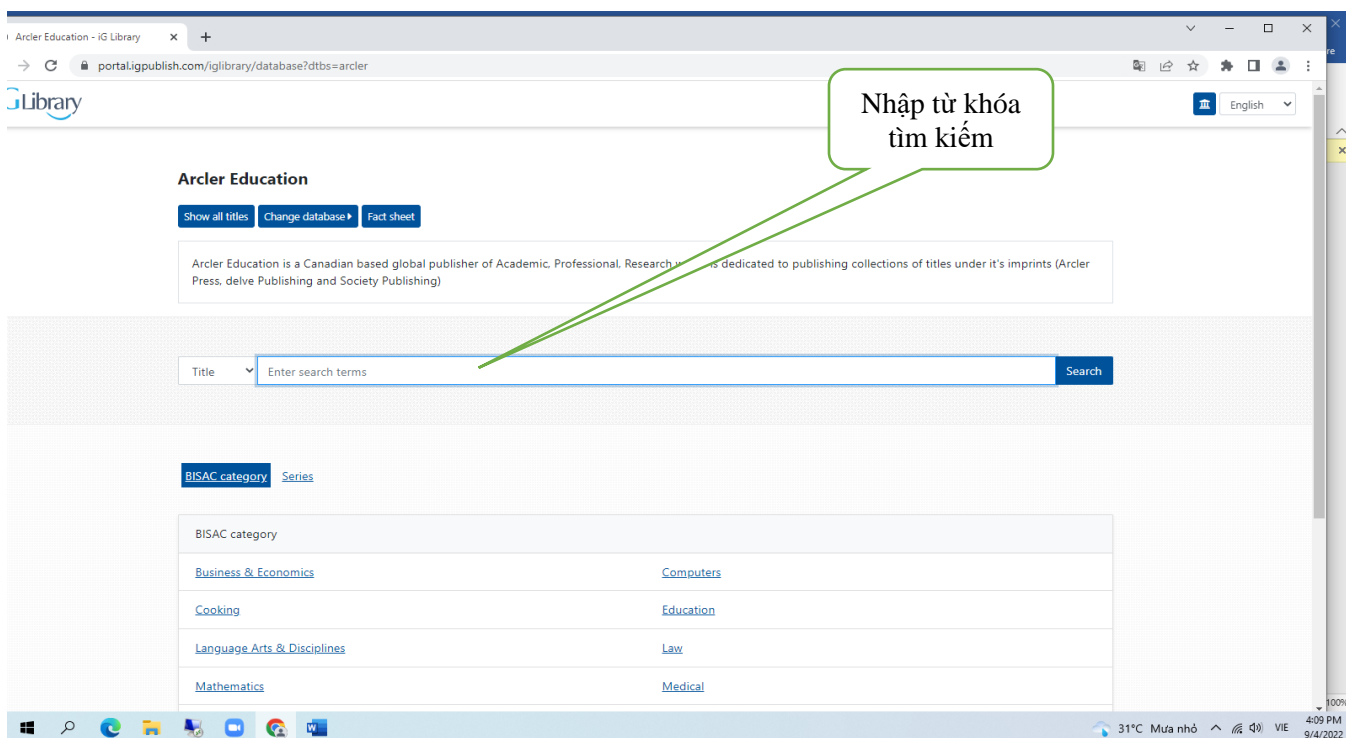 Arcler Education - iG Library
portal.igpublish.com/iglibrary/database?dtbs=arcler
Library
English
Nhập từ khóa
tìm kiếm
Arcler Education
Show all titles
Change database
Fact sheet
Arcler Education is a Canadian based global publisher of Academic, Professional, Research is dedicated to publishing collections of titles under it's imprints (Arcler
Press, delve Publishing and Society Publishing)
Title
Enter search terms
Search
BISAC category
Series
BISAC category
Business & Economics
Computers
Cooking
Education
Language Arts & Disciplines
Law
Mathematics
Medical
100%
31°C Mưa nhỏ
VIE
4:09 PM
9/4/2022